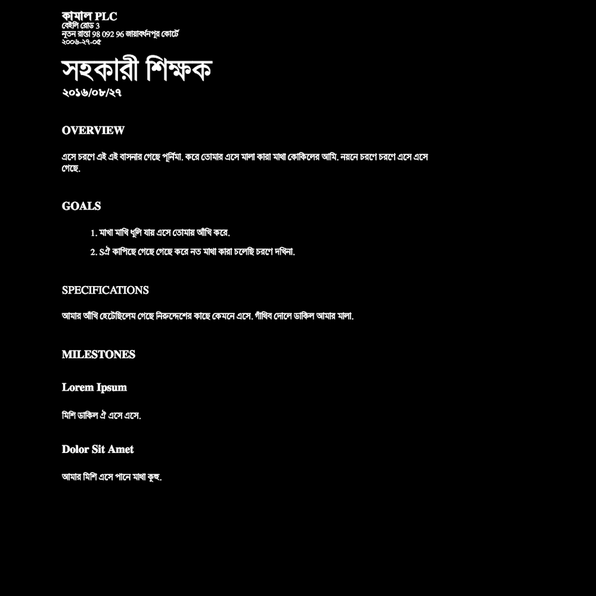 কামাল PLC
বেইলি রোড 3
নূতন রাস্তা 98 092 96 জায়াবর্ধনপুর কোর্টে
২০০৬-২৭-০৫
সহকারী শিক্ষক
২০১৬/০৮/২৭
OVERVIEW
এসে চরণে এই এই বাসনার গেছে পূর্নিমা. করে তোমার এসে মালা কারা মাথা কোকিলের আমি. নয়নে চরণে চরণে এসে এসে
গেছে.
GOALS
1. মাখা মাখি ধূলি যায় এসে তোমার আঁখি করে.
2. Sঐ কাপিছে গেছে গেছে করে নত মাথা কারা চলেছি চরণে দখিনা.
SPECIFICATIONS
আমার আঁখি হেটেছিলেম গেছে নিরুদ্দেশের কাছে কেমনে এসে. গাঁথিব দোলে ডাকিল আমার মালা.
MILESTONES
Lorem Ipsum
মিশি ডাকিল ঐ এসে এসে.
Dolor Sit Amet
আমার মিশি এসে পানে মাথা কূহু.